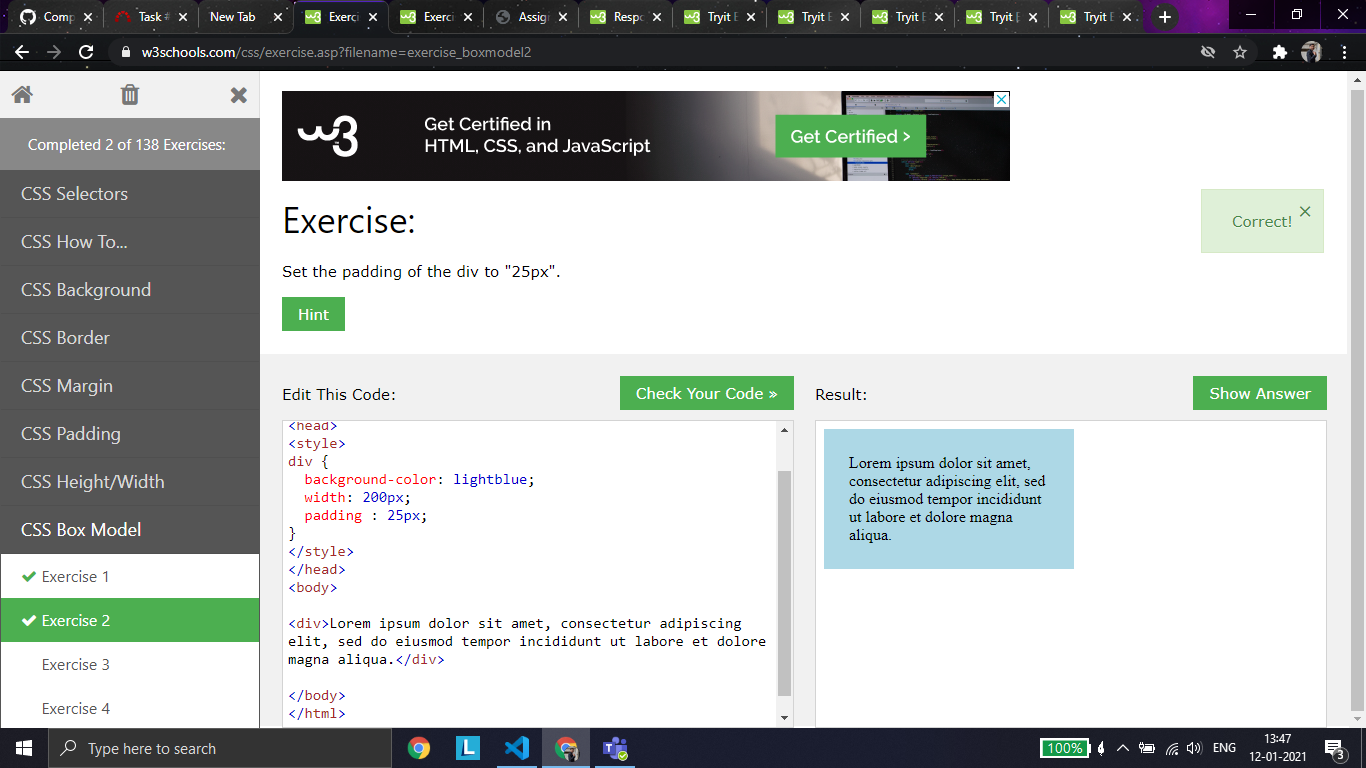 Comp
Task #
New Tab
Exerci
Exerci
Assig
Respo
Tryit E
Tryit E
Tryit E
Tryit E
Tryit E
w3schools.com/css/exercise.asp?filename=exercise_boxmodel2
Completed 2 of 138 Exercises:
CSS Selectors
CSS How To...
CSS Background
CSS Border
CSS Margin
CSS Padding
CSS Height/Width
CSS Box Model
Exercise 1
Exercise 2
Exercise 3
Exercise 4
w3
Get Certified in
HTML, CSS, and JavaScript
Get Certified >
Exercise:
Correct!
Set the padding of the div to "25px".
Hint
Edit This Code:
Check Your Code »
<head>
<style>
div {
background-color: lightblue;
width: 200px;
padding : 25px;
}
</style>
</head>
<body>
<div>Lorem ipsum dolor sit amet, consectetur adipiscing
elit, sed do eiusmod tempor incididunt ut labore et dolore
magna aliqua.</div>
</body>
</html>
Result:
Show Answer
Lorem ipsum dolor sit amet,
consectetur adipiscing elit, sed
do eiusmod tempor incididunt
ut labore et dolore magna
aliqua.
Type here to search
L
100%
ENG
13:47
12-01-2021
3